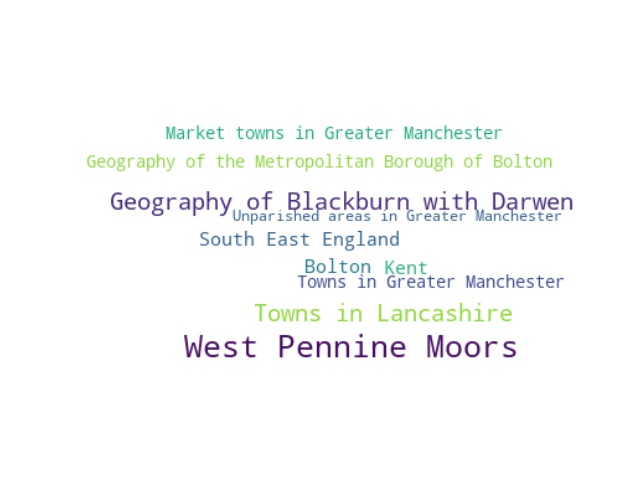 Market towns in Greater Manchester
Geography of the Metropolitan Borough of Bolton
Geography of Blackburn with Darwen
Unparished areas in Greater Manchester
South East England
Bolton Kent
Towns in Greater Manchester
Towns in Lancashire
West Pennine Moors